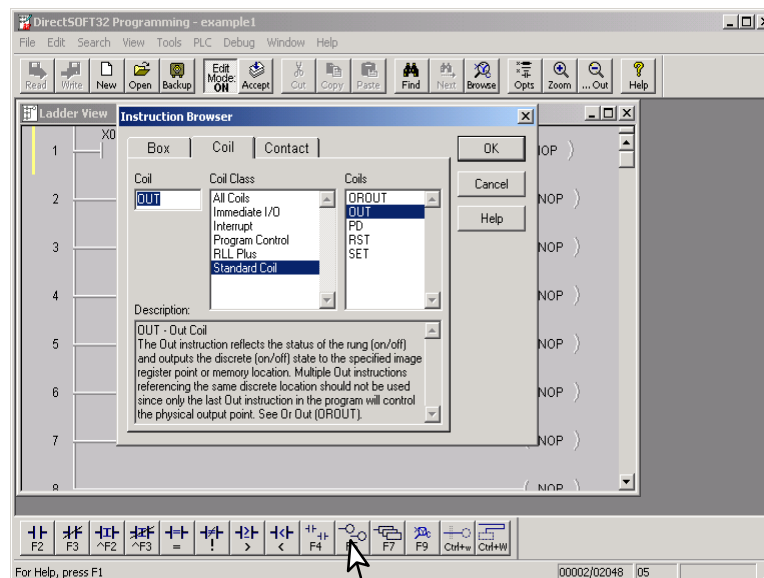 DirectSOFT32 Programming - example1
File Edit Search View Tools PLC Debug Window Help
Read Write New Open Backup Edit Mode: ON Accept Cut Copy Paste Find Next Browse Opts Zoom ... Out Help
Ladder View
Instruction Browser
Box Coil Contact
OK
Cancel
Help
Coil
OUT
Coil Class
All Coils
Immediate I/O
Interrupt
Program Control
RLL Plus
Standard Coil
Coils
OROUT
OUT
PD
RST
SET
Description:
OUT - Out Coil
The Out instruction reflects the status of the rung (on/off)
and outputs the discrete (on/off) state to the specified image
register point or memory location. Multiple Out instructions
referencing the same discrete location should not be used
since only the last Out instruction in the program will control
the physical output point. See Or Out (OROUT).
X0
1 IOP )
2 NOP )
3 NOP )
4 NOP )
5 NOP )
6 NOP )
7 NOP )
8 ( NOP )
F2 F3 ^F2 ^F3 = ! > < F4 F7 F9 Ctrl+w Ctrl+W
For Help, press F1
00002/02048 05